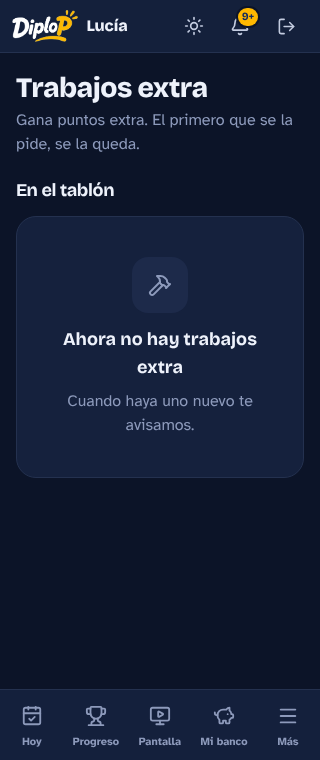 DiploP Lucía 9+
Trabajos extra
Gana puntos extra. El primero que se la
pide, se la queda.
En el tablón
Ahora no hay trabajos
extra
Cuando haya uno nuevo te
avisamos.
Hoy Progreso Pantalla Mi banco Más